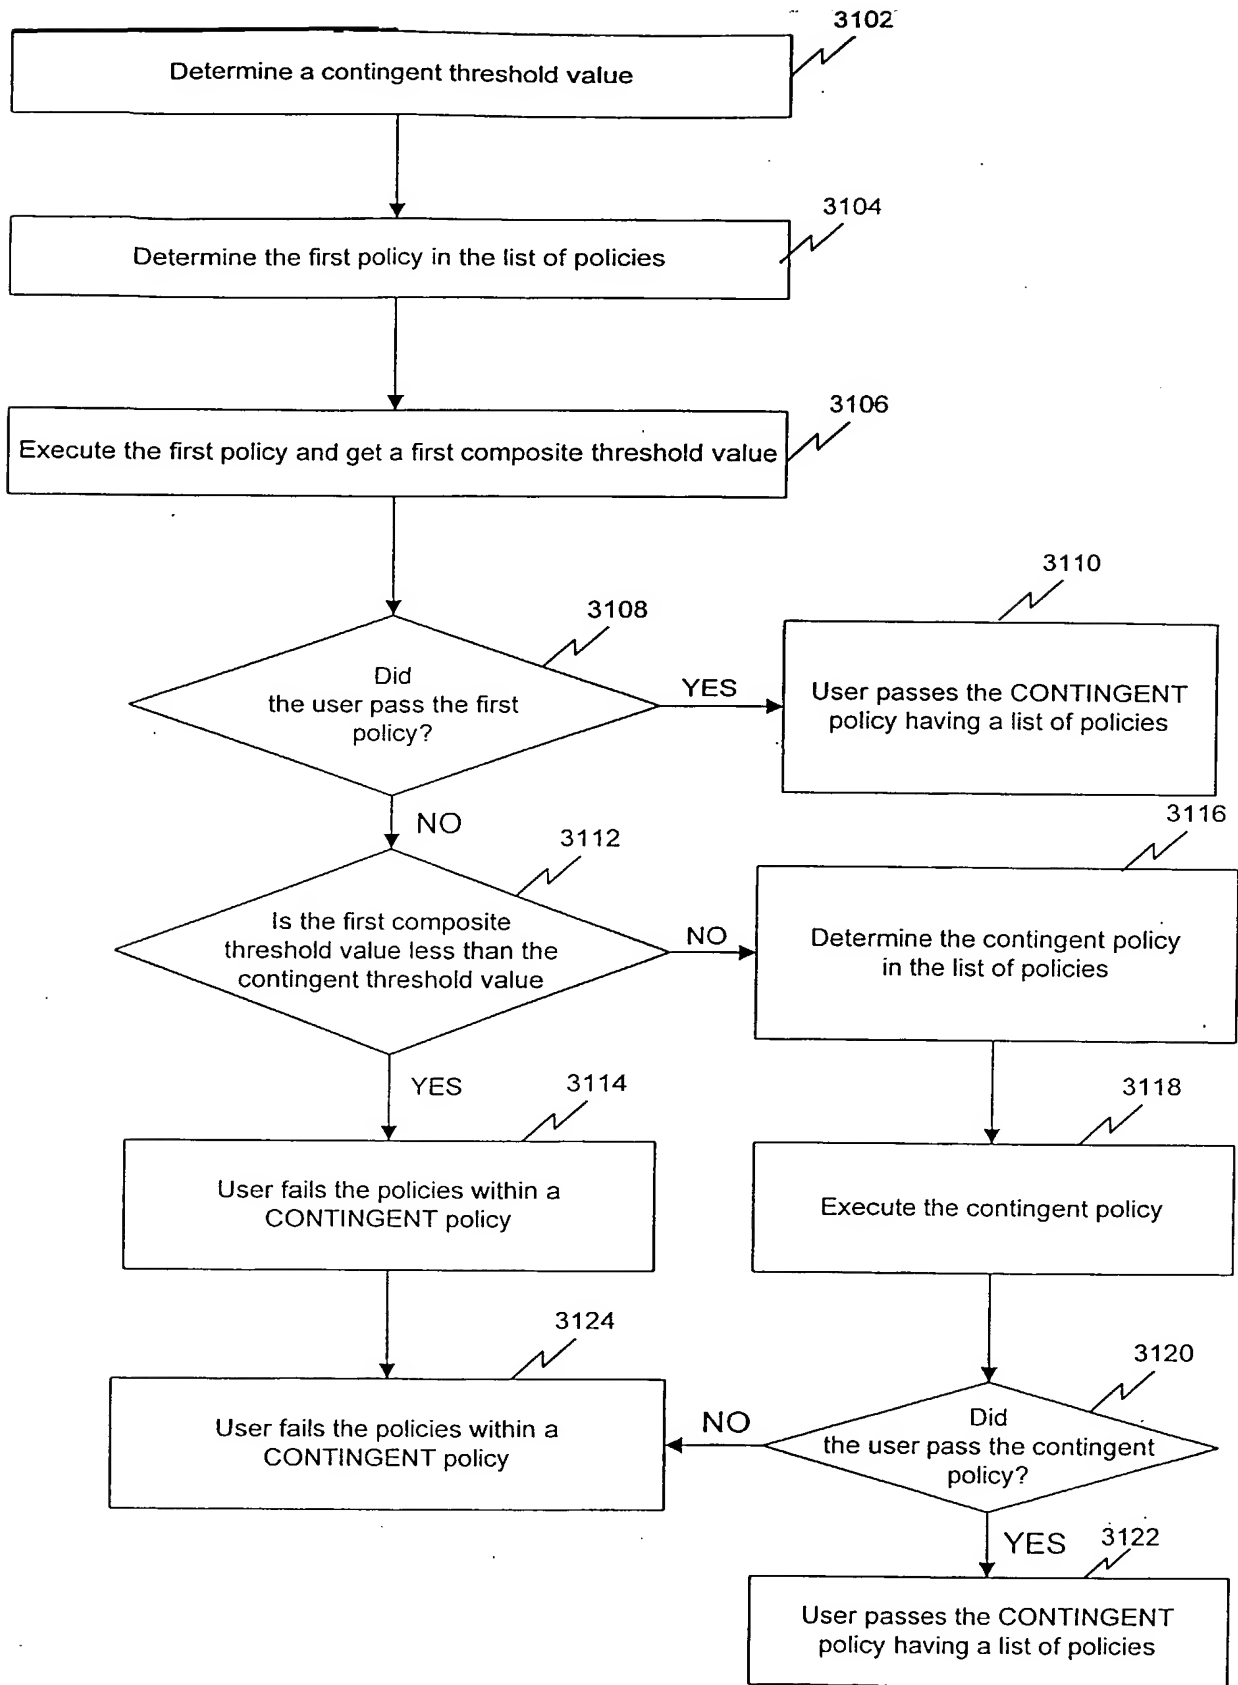 3102
Determine a contingent threshold value
3104
Determine the first policy in the list of policies
3106
Execute the first policy and get a first composite threshold value
3108
Did
the user pass the first
policy?
YES
3110
User passes the CONTINGENT
policy having a list of policies
NO
3112
Is the first composite
threshold value less than the
contingent threshold value
NO
3116
Determine the contingent policy
in the list of policies
YES
3114
User fails the policies within a
CONTINGENT policy
3118
Execute the contingent policy
3124
User fails the policies within a
CONTINGENT policy
3120
Did
the user pass the contingent
policy?
NO
YES
3122
User passes the CONTINGENT
policy having a list of policies